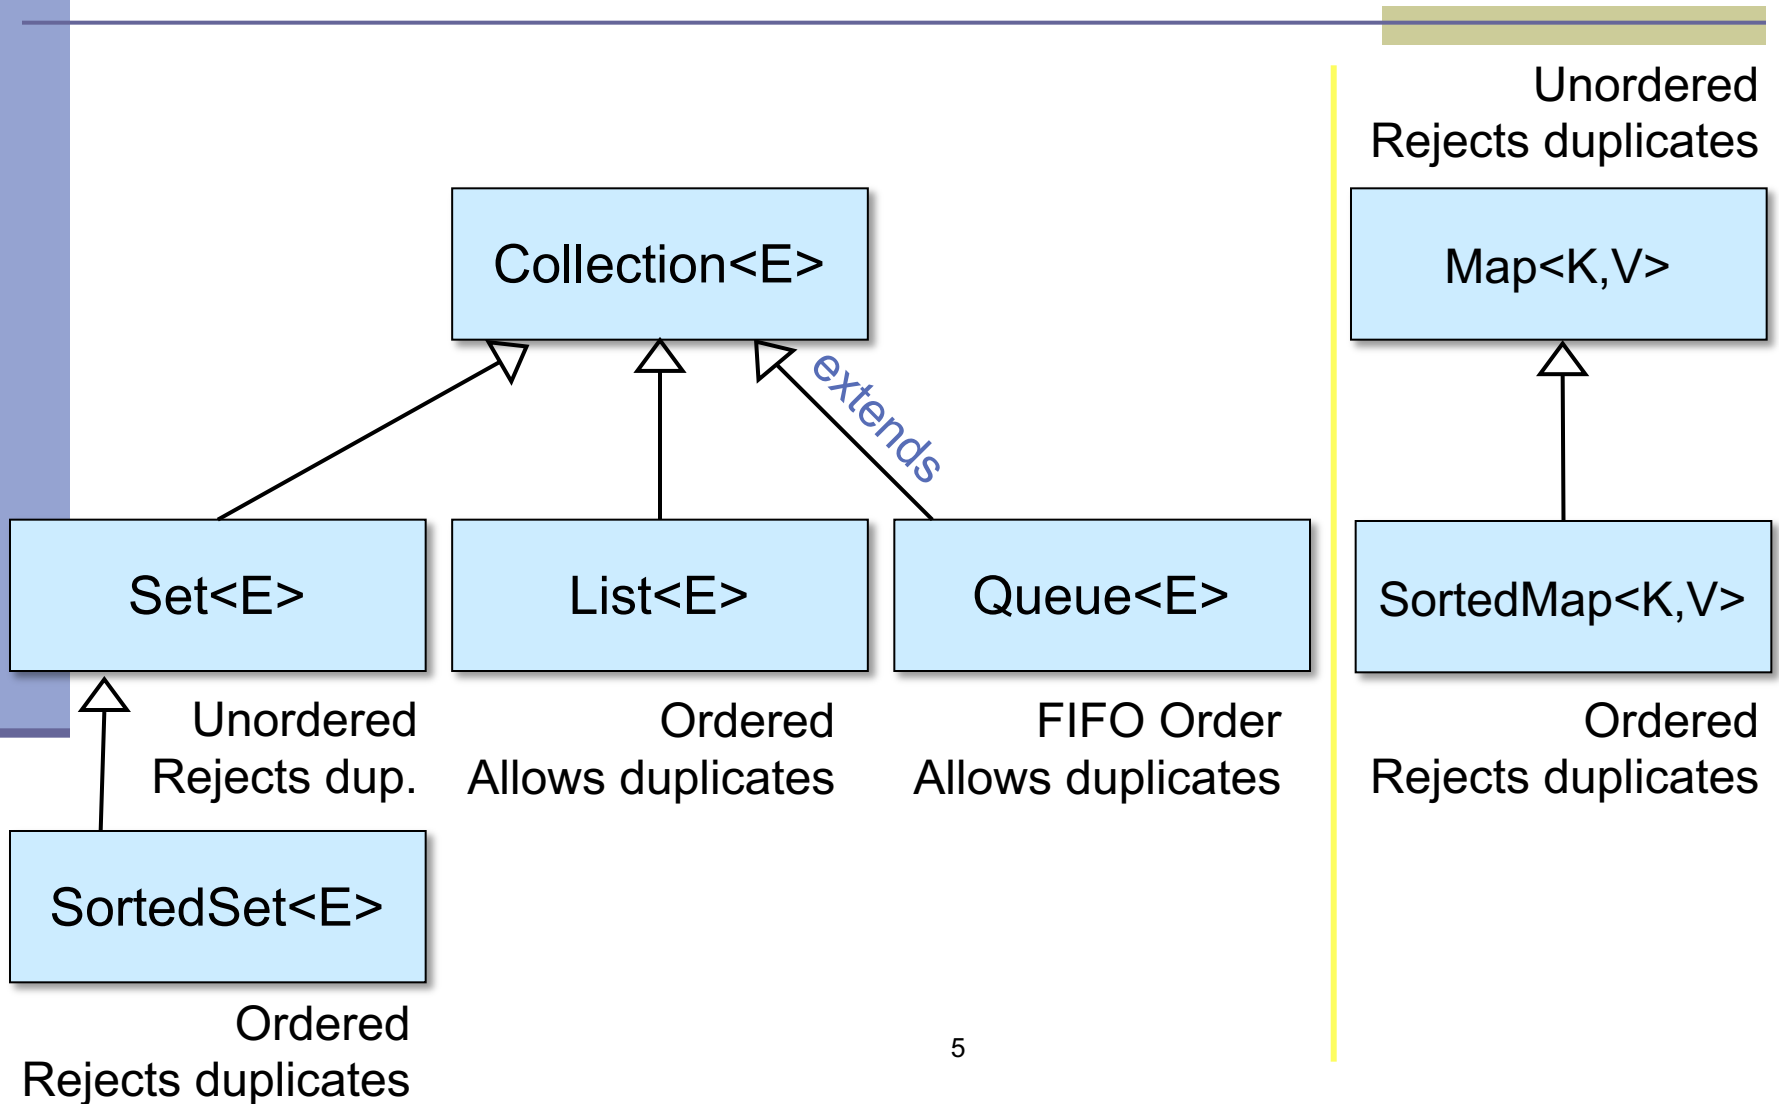 Unordered
Rejects duplicates
Collection<E>
Map<K,V>
extends
Set<E>
List<E>
Queue<E>
SortedMap<K,V>
Unordered
Rejects dup.
Ordered
Allows duplicates
FIFO Order
Allows duplicates
Ordered
Rejects duplicates
SortedSet<E>
Ordered
Rejects duplicates
5